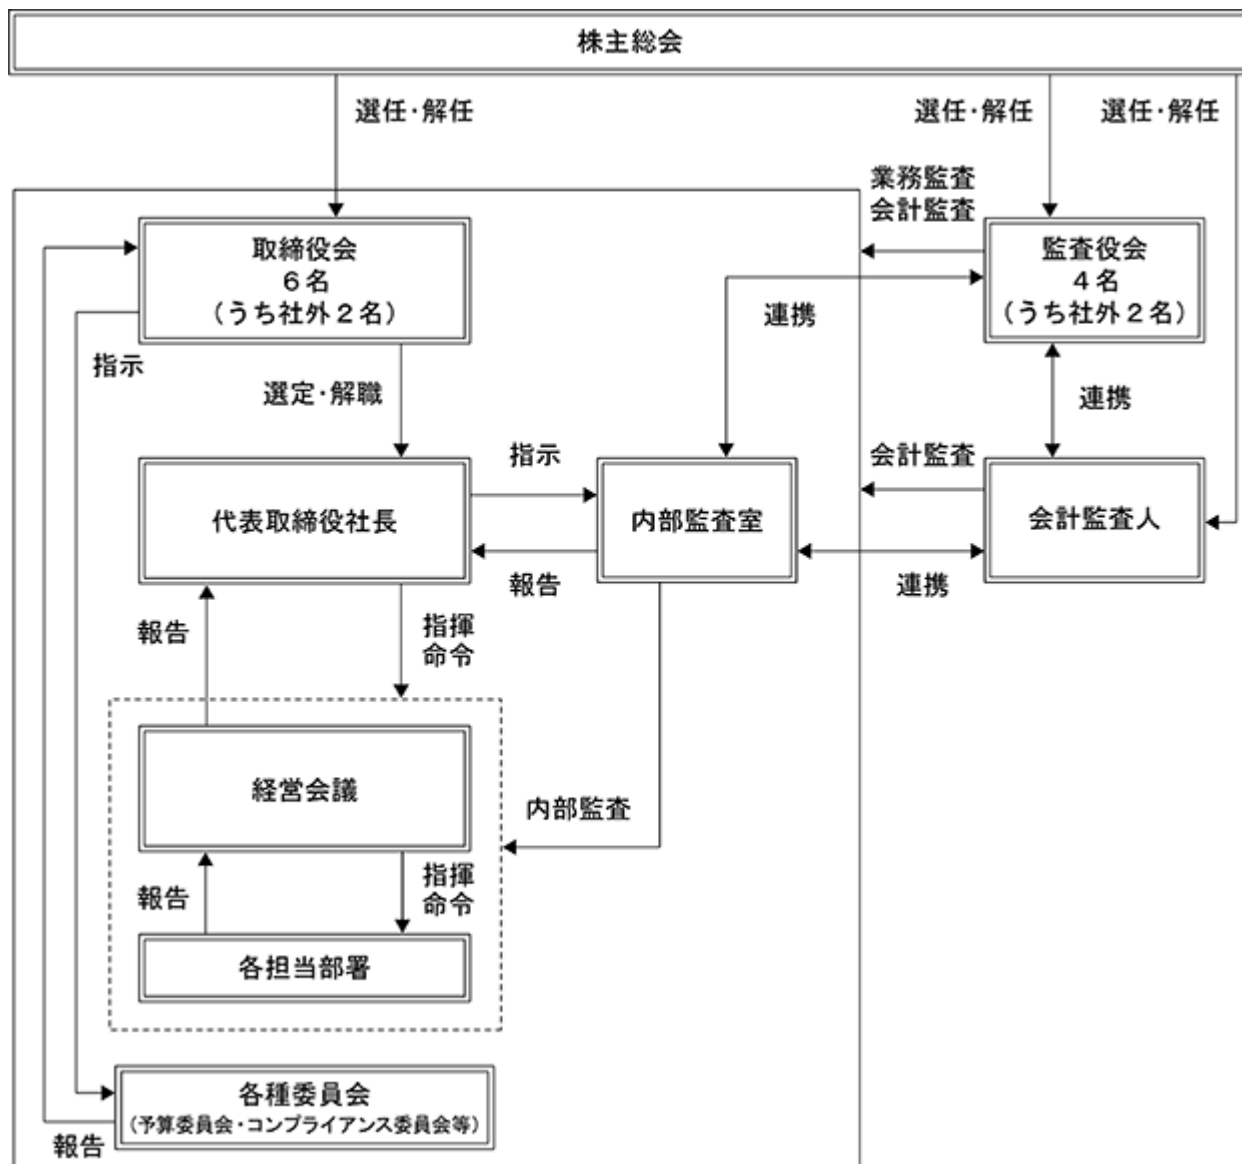 株主総会
選任・解任
選任・解任
選任・解任
業務監査
会計監査
取締役会
6名
(うち社外2名)
監査役会
4名
(うち社外2名)
連携
指示
選定・解職
連携
指示
会計監査
代表取締役社長
内部監査室
会計監査人
報告
連携
報告
指揮
命令
経営会議
内部監査
報告
指揮
命令
各担当部署
各種委員会
(予算委員会・コンプライアンス委員会等)
報告